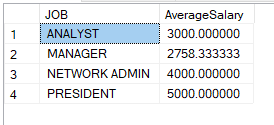 JOB AverageSalary
1 ANALYST 3000.000000
2 MANAGER 2758.333333
3 NETWORK ADMIN 4000.000000
4 PRESIDENT 5000.000000